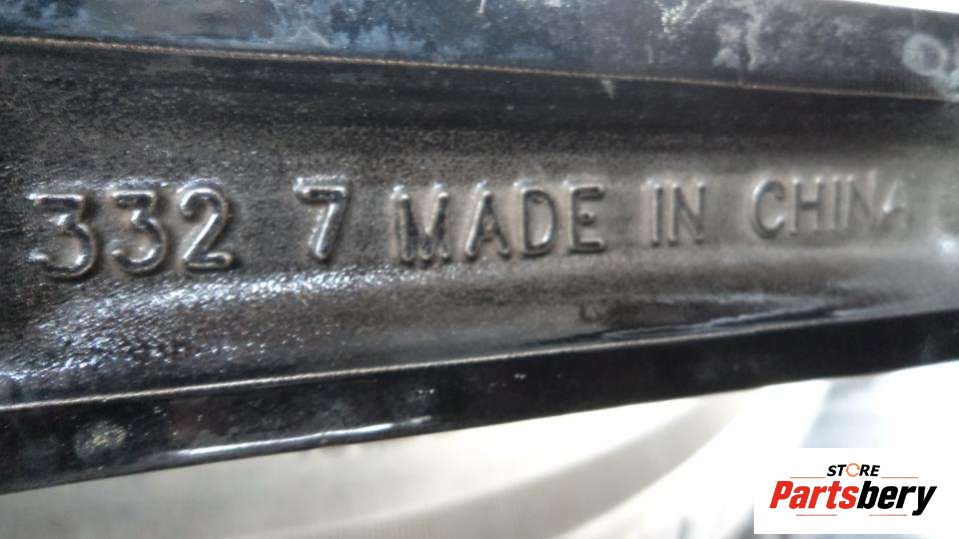 332 7 MADE IN CHINA
STORE
Partsbery